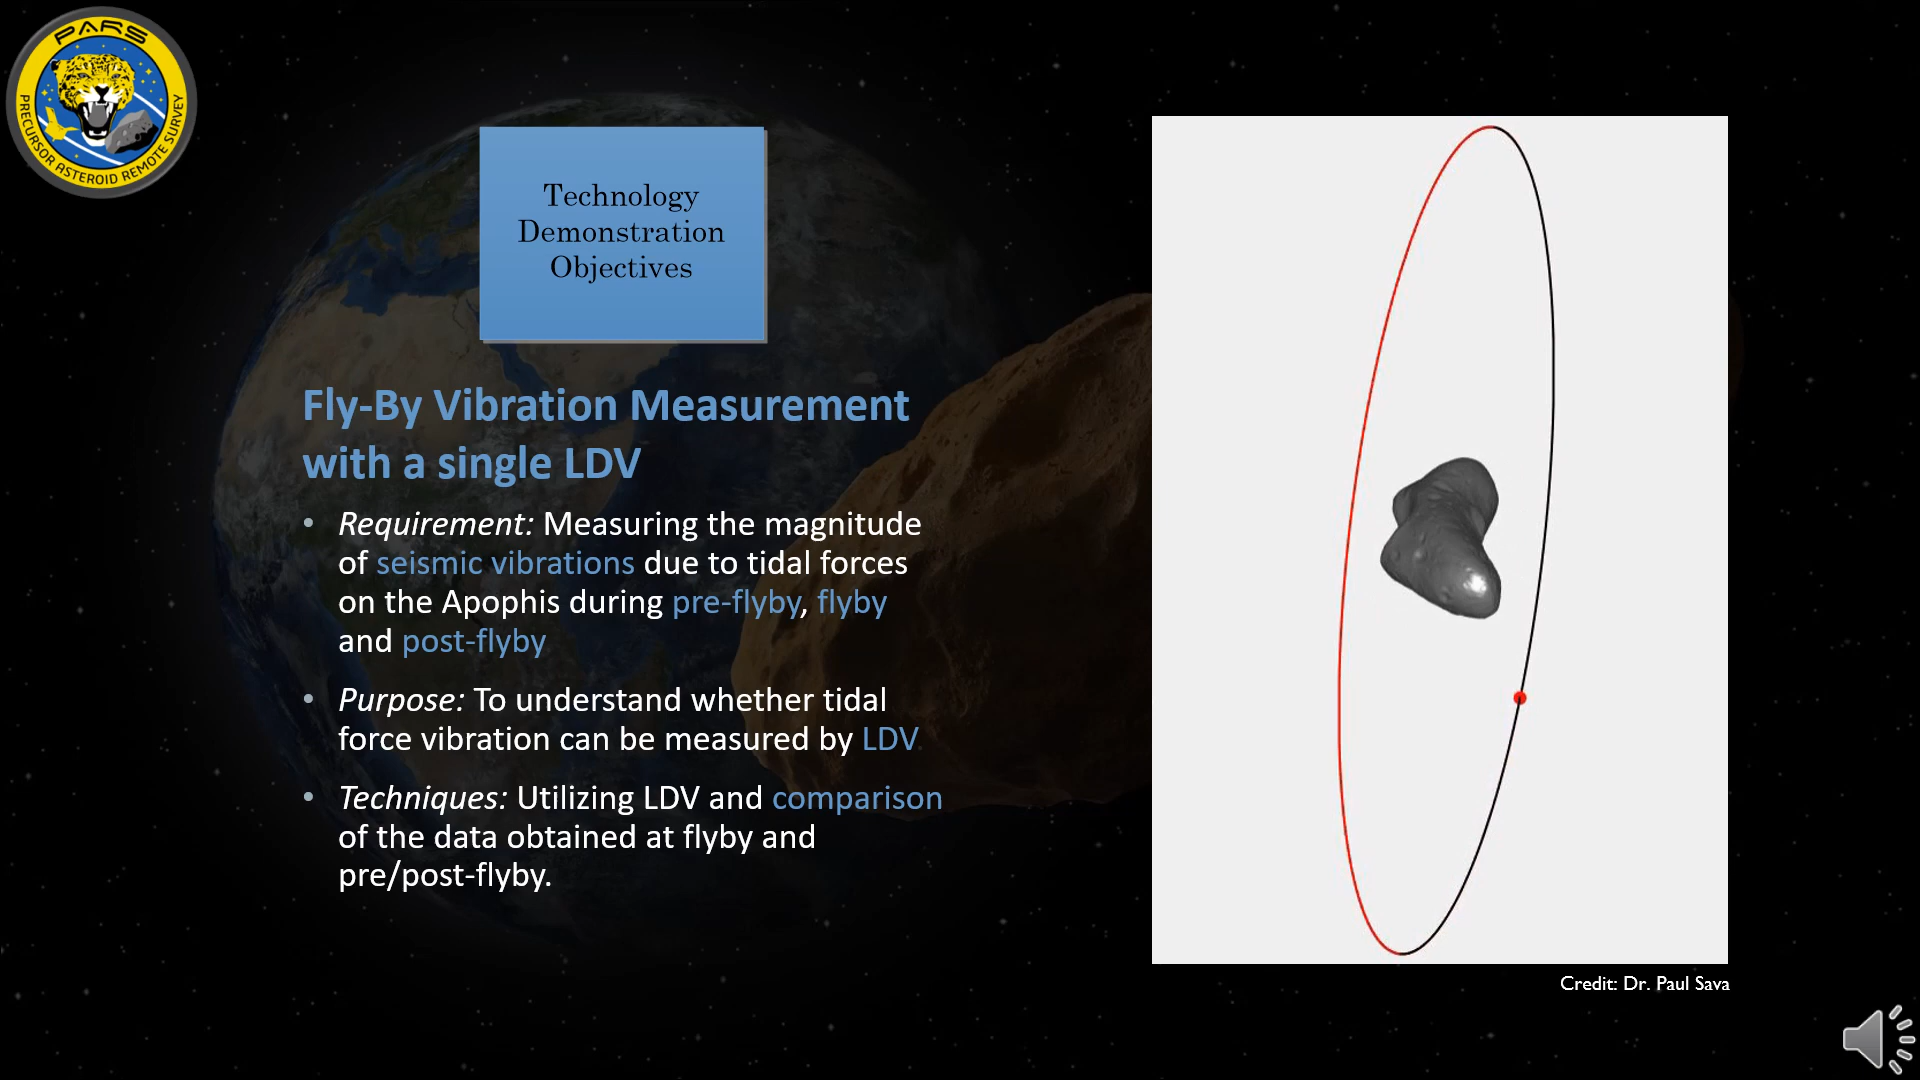 PARS
PRECURSOR ASTEROID REMOTE SURVEY
Technology
Demonstration
Objectives
Fly-By Vibration Measurement
with a single LDV
• Requirement: Measuring the magnitude
of seismic vibrations due to tidal forces
on the Apophis during pre-flyby, flyby
and post-flyby
• Purpose: To understand whether tidal
force vibration can be measured by LDV
• Techniques: Utilizing LDV and comparison
of the data obtained at flyby and
pre/post-flyby.
Credit: Dr. Paul Sava